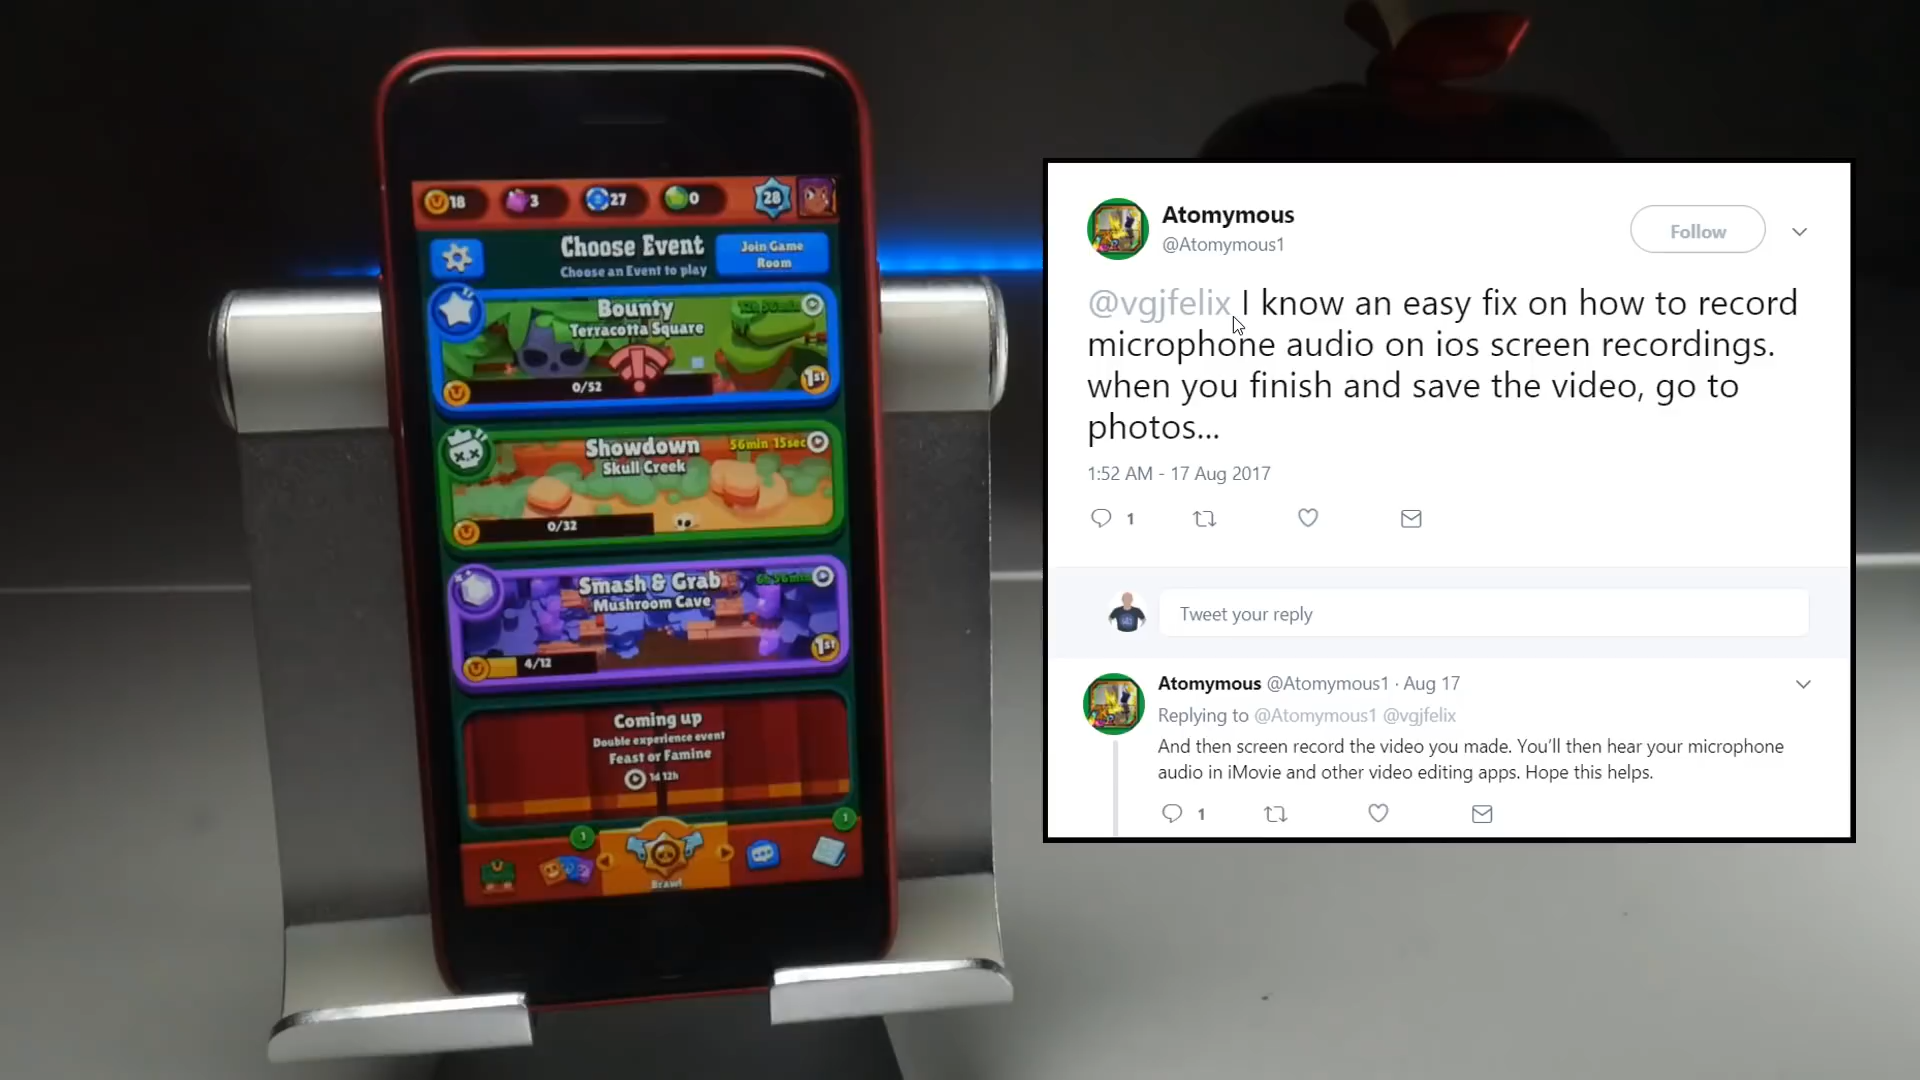 18
3
27
0
28
Choose Event
Choose an Event to play
Join Game
Room
Bounty
Terracotta Square
0/52
1st
Showdown
Skull Creek
56min 15sec
0/32
Smash & Grab
Mushroom Cave
6h 56min
4/12
1st
Coming up
Double experience event
Feast or Famine
1d 12h
1
1
Brawl
Atomymous
@Atomymous1
Follow
@vgjfelix I know an easy fix on how to record
microphone audio on ios screen recordings.
when you finish and save the video, go to
photos...
1:52 AM - 17 Aug 2017
1
Tweet your reply
Atomymous @Atomymous1 · Aug 17
Replying to @Atomymous1 @vgjfelix
And then screen record the video you made. You'll then hear your microphone
audio in iMovie and other video editing apps. Hope this helps.
1